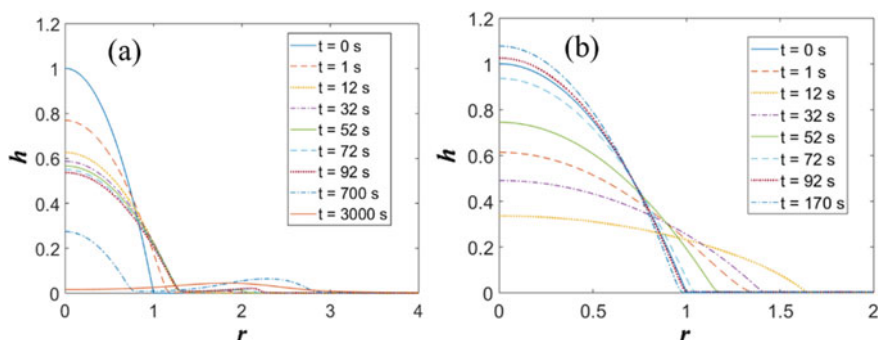 (a)
1.2
1
0.8
0.6
0.4
0.2
0
h
0 1 2 3 4
r
t = 0 s
t = 1 s
t = 12 s
t = 32 s
t = 52 s
t = 72 s
t = 92 s
t = 700 s
t = 3000 s
(b)
1.2
1
0.8
0.6
0.4
0.2
0
h
0 0.5 1 1.5 2
r
t = 0 s
t = 1 s
t = 12 s
t = 32 s
t = 52 s
t = 72 s
t = 92 s
t = 170 s